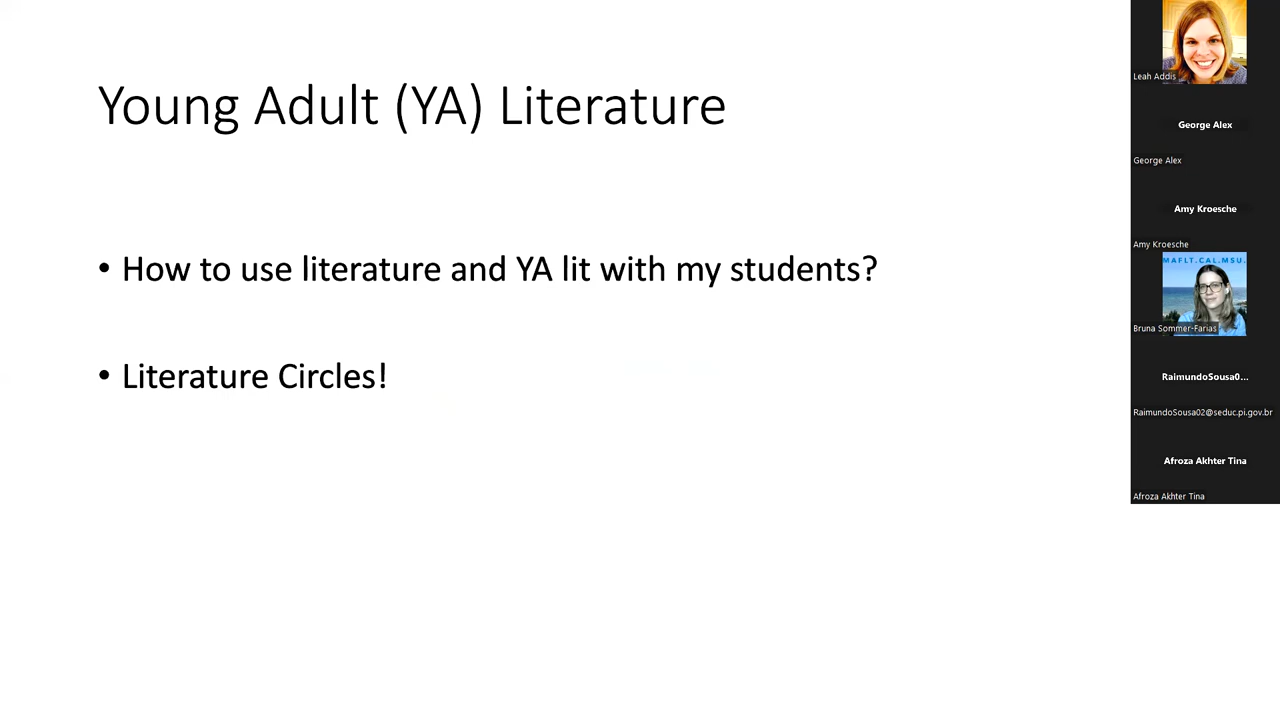 Young Adult (YA) Literature
• How to use literature and YA lit with my students?
• Literature Circles!
Leah Addis
George Alex
George Alex
Amy Kroesche
Amy Kroesche
MAFLT.CAL.MSU.
Bruna Sommer-Farias
RaimundoSousa0...
RaimundoSousa02@seduc.pi.gov.br
Afroza Akhter Tina
Afroza Akhter Tina